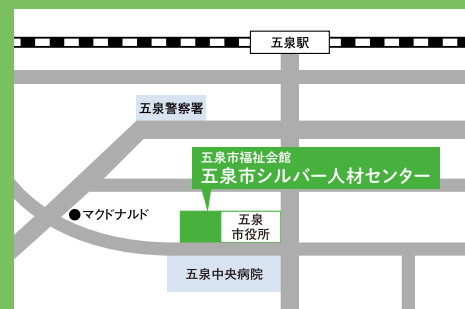 五泉駅
五泉警察署
五泉市福祉会館
五泉市シルバー人材センター
マクドナルド
五泉
市役所
五泉中央病院